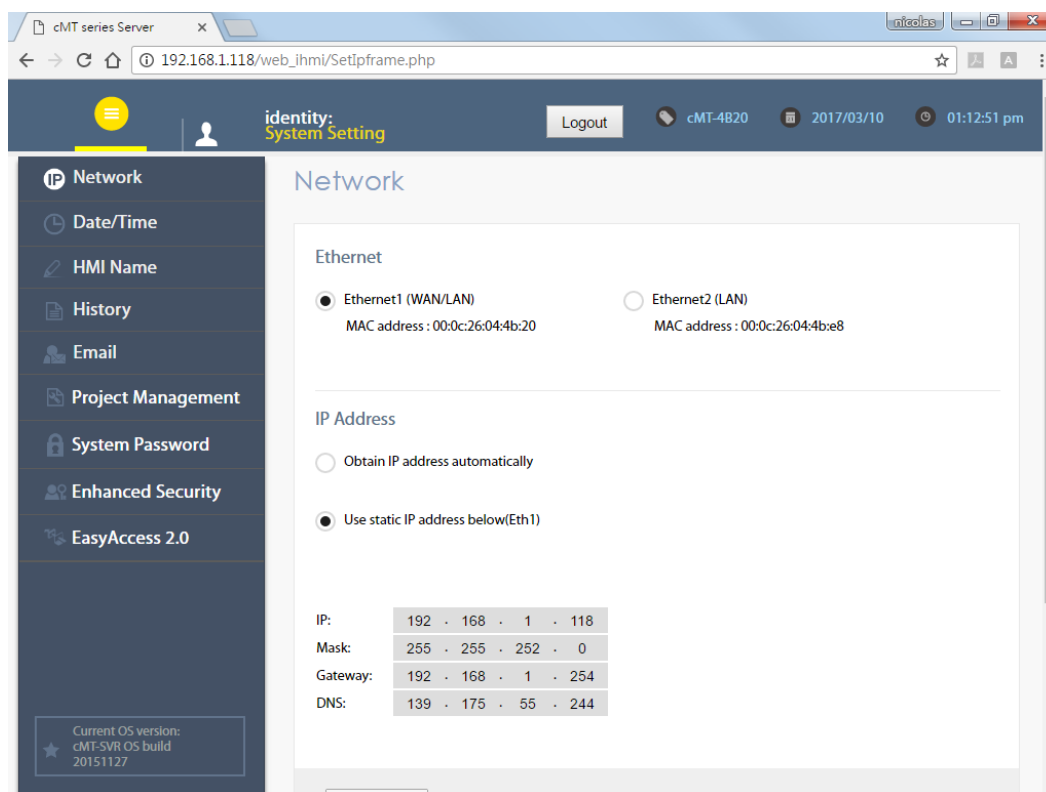 cMT series Server
nicolas
192.168.1.118/web_ihmi/SetIpframe.php
identity:
System Setting
Logout
cMT-4B20
2017/03/10
01:12:51 pm
IP Network
Date/Time
HMI Name
History
Email
Project Management
System Password
Enhanced Security
EasyAccess 2.0
Current OS version:
cMT-SVR OS build
20151127
Network
Ethernet
Ethernet1 (WAN/LAN)
MAC address : 00:0c:26:04:4b:20
Ethernet2 (LAN)
MAC address : 00:0c:26:04:4b:e8
IP Address
Obtain IP address automatically
Use static IP address below(Eth1)
IP: 192 . 168 . 1 . 118
Mask: 255 . 255 . 252 . 0
Gateway: 192 . 168 . 1 . 254
DNS: 139 . 175 . 55 . 244